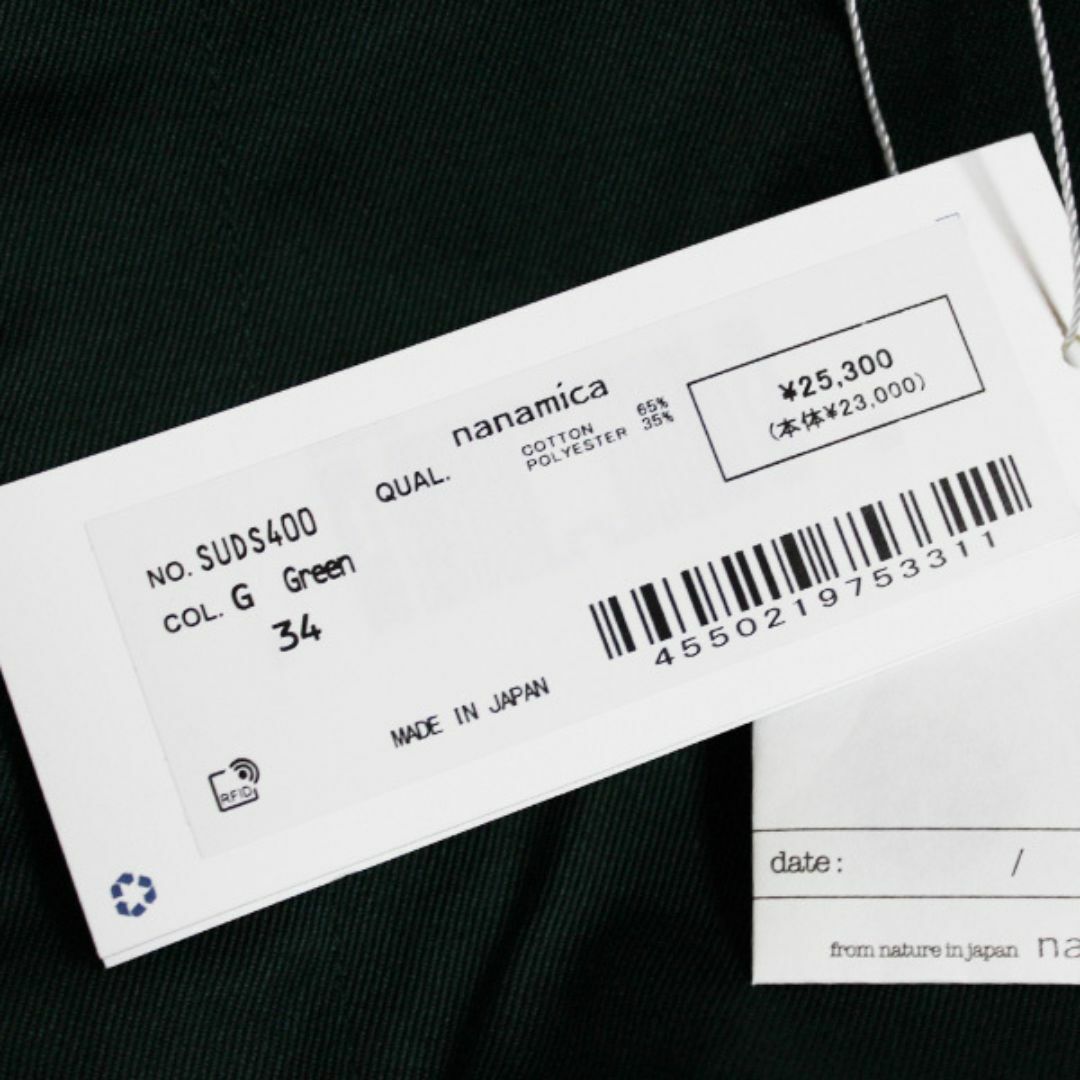 nanamica
QUAL.
COTTON 65%
POLYESTER 35%
¥25,300
(本体¥23,000)
NO. SUDS400
COL. G Green
34
4550219753311
MADE IN JAPAN
RFID
date: /
from nature in japan na